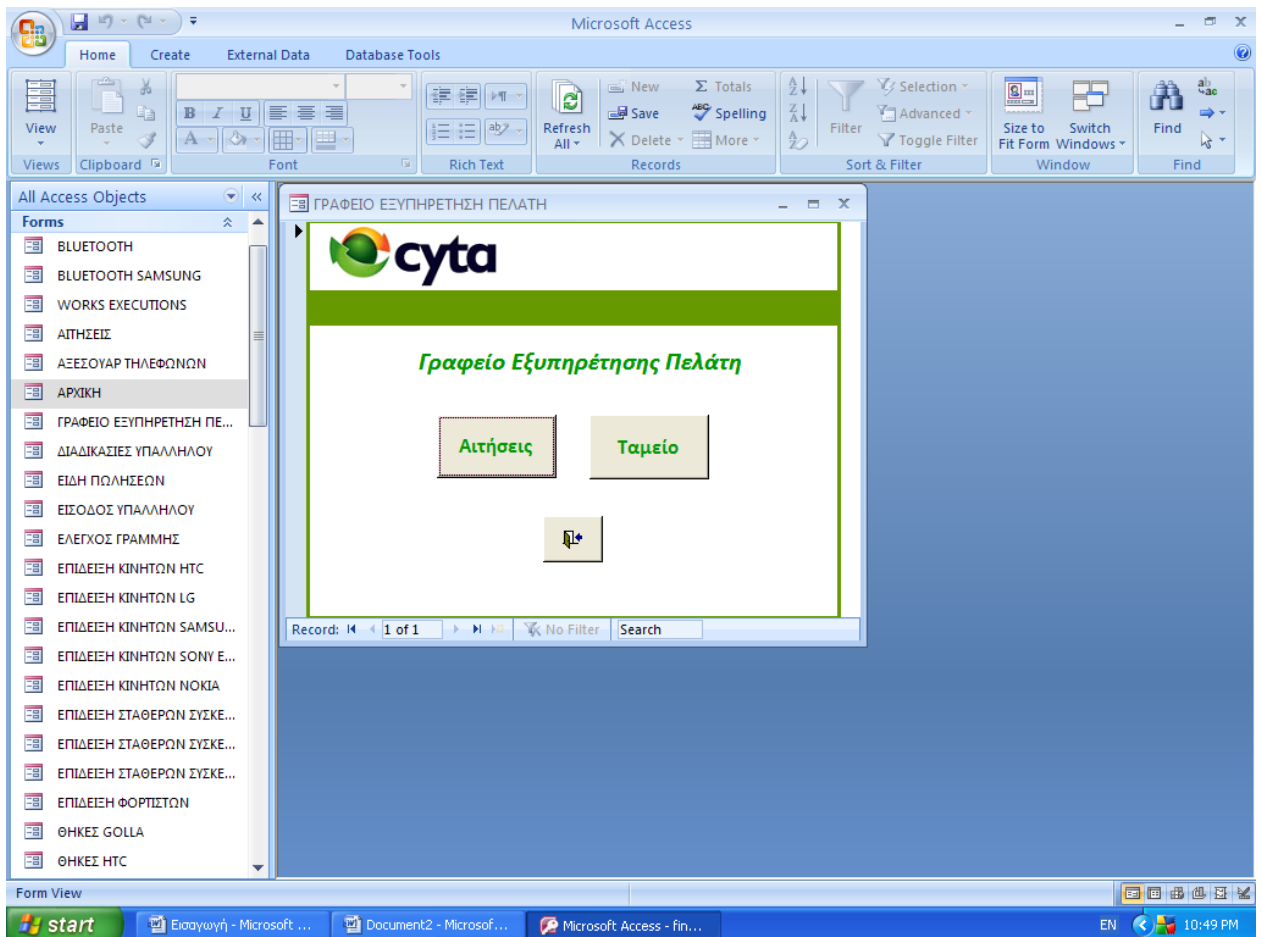 Microsoft Access
Home Create External Data Database Tools
View
Paste
B I U
A
Refresh
All
New
Save
Delete
Σ Totals
Spelling
More
Filter
Selection
Advanced
Toggle Filter
Size to
Fit Form
Switch
Windows
Find
Views Clipboard Font Rich Text Records Sort & Filter Window Find
All Access Objects
Forms
BLUETOOTH
BLUETOOTH SAMSUNG
WORKS EXECUTIONS
ΑΙΤΗΣΕΙΣ
ΑΞΕΣΟΥΑΡ ΤΗΛΕΦΩΝΩΝ
ΑΡΧΙΚΗ
ΓΡΑΦΕΙΟ ΕΞΥΠΗΡΕΤΗΣΗ ΠΕ...
ΔΙΑΔΙΚΑΣΙΕΣ ΥΠΑΛΛΗΛΟΥ
ΕΙΔΗ ΠΩΛΗΣΕΩΝ
ΕΙΣΟΔΟΣ ΥΠΑΛΛΗΛΟΥ
ΕΛΕΓΧΟΣ ΓΡΑΜΜΗΣ
ΕΠΙΔΕΙΞΗ ΚΙΝΗΤΩΝ HTC
ΕΠΙΔΕΙΞΗ ΚΙΝΗΤΩΝ LG
ΕΠΙΔΕΙΞΗ ΚΙΝΗΤΩΝ SAMSU...
ΕΠΙΔΕΙΞΗ ΚΙΝΗΤΩΝ SONY E...
ΕΠΙΔΕΙΞΗ ΚΙΝΗΤΩΝ NOKIA
ΕΠΙΔΕΙΞΗ ΣΤΑΘΕΡΩΝ ΣΥΣΚΕ...
ΕΠΙΔΕΙΞΗ ΣΤΑΘΕΡΩΝ ΣΥΣΚΕ...
ΕΠΙΔΕΙΞΗ ΣΤΑΘΕΡΩΝ ΣΥΣΚΕ...
ΕΠΙΔΕΙΞΗ ΦΟΡΤΙΣΤΩΝ
ΘΗΚΕΣ GOLLA
ΘΗΚΕΣ HTC
ΓΡΑΦΕΙΟ ΕΞΥΠΗΡΕΤΗΣΗ ΠΕΛΑΤΗ
cyta
Γραφείο Εξυπηρέτησης Πελάτη
Αιτήσεις Ταμείο
Record: 1 of 1 No Filter Search
Form View
start Εισαγωγή - Microsoft ... Document2 - Microsof... Microsoft Access - fin... EN 10:49 PM